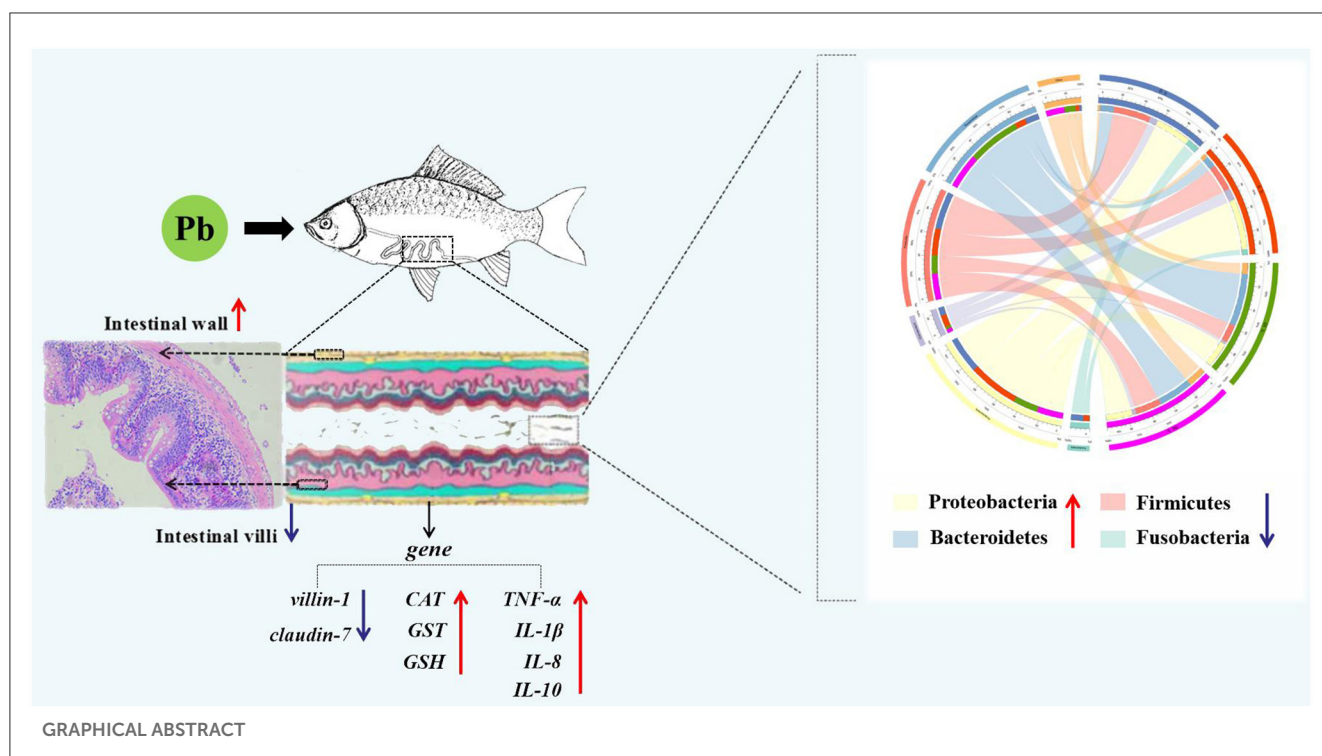 Pb
Intestinal wall
Intestinal villi
gene
villin-1
claudin-7
CAT
GST
GSH
TNF-α
IL-1β
IL-8
IL-10
Proteobacteria
Firmicutes
Bacteroidetes
Fusobacteria
GRAPHICAL ABSTRACT